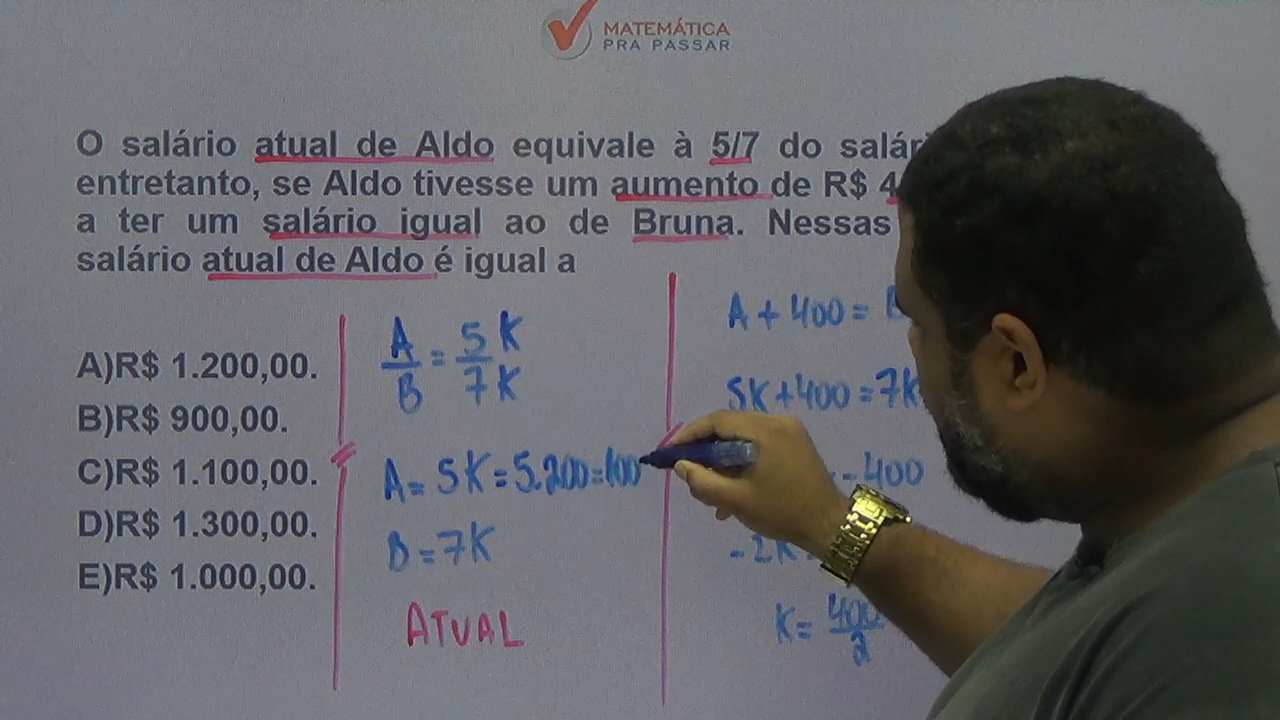 MATEMÁTICA
PRA PASSAR
O salário atual de Aldo equivale à 5/7 do
entretanto, se Aldo tivesse um aumento de R$ 4
a ter um salário igual ao de Bruna. Nessas
salário atual de Aldo é igual a
A)R$ 1.200,00.
B)R$ 900,00.
C)R$ 1.100,00.
D)R$ 1.300,00.
E)R$ 1.000,00.
A/B = 5K/7K
A = 5K = 5.200 = 100
B = 7K
ATUAL
A + 400 =
5K + 400 = 7K
- 400
- 2K
K = 400/2